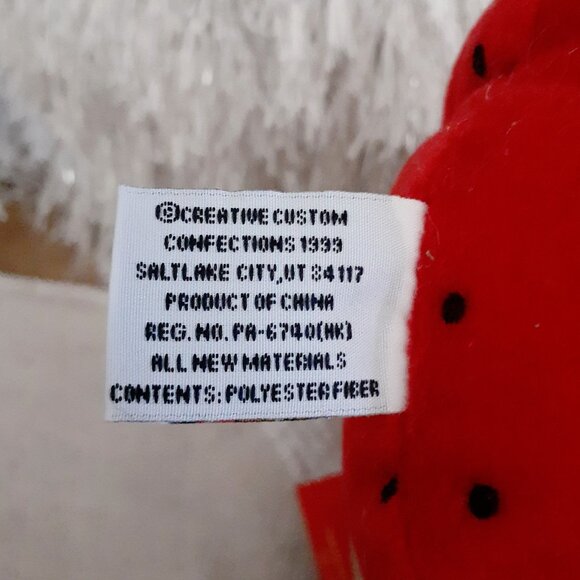 ©CREATIVE CUSTOM
CONFECTIONS 1999
SALTLAKE CITY,UT 84117
PRODUCT OF CHINA
REG. NO. PA-6740(HK)
ALL NEW MATERIALS
CONTENTS: POLYESTER FIBER